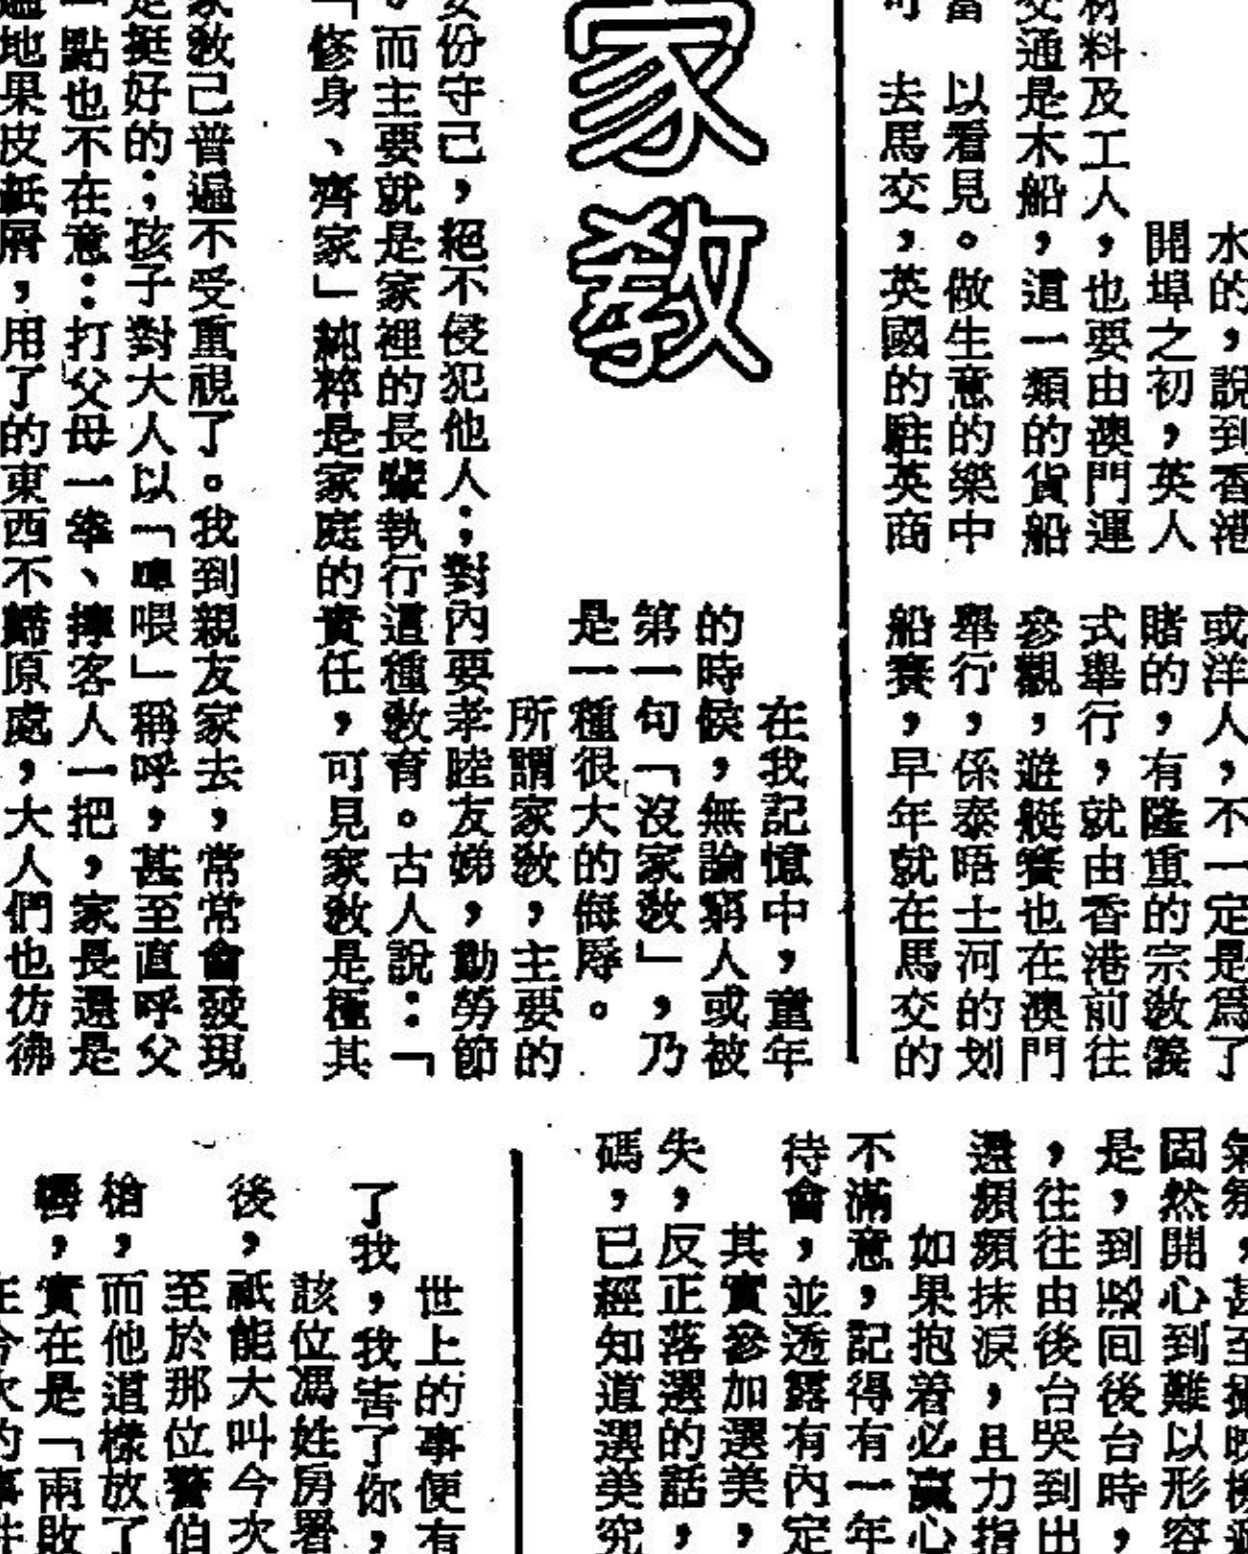 水的，說到香港
開埠之初，英人
材料及工人，也要由澳門運
交通是木船，這一類的貨船
以看見。做生意的樂中
去馬交，英國的駐英商
或洋人，不一定是爲了
賭的，有隆重的宗教儀
式舉行，就由香港前往
參觀，遊艇賽也在澳門
舉行，係泰晤士河的划
船賽，早年就在馬交的
家教
在我記憶中，童年
的時候，無論窮人或被
第一句「沒家教」，乃
是一種很大的侮辱。
所謂家教，主要的
份守己，絕不侵犯他人；對內要孝睦友娣，勤勞節
。而主要就是家裡的長輩執行這種教育。古人說：「
「修身、齊家」純粹是家庭的責任，可見家教是極其
家教己普遍不受重視了。我到親友家去，常常會發現
是挺好的；孩子對大人以「喂」稱呼，甚至直呼父
一點也不在意：打父母一拳、摔客人一把，家長還是
地果皮紙屑，用了的東西不歸原處，大人們也彷彿
氣氛，甚至
固然開心到難以形容
是，到返回後台時，
，往往由後台哭到出
還頻頻抹淚，且力指
如果抱着必贏心
不滿意，記得有一年
待會，並透露有內定
其實參加選美，
失，反正落選的話，
碼，已經知道選美究
世上的事便有
了我，我害了你，
該位馮姓房署
後，祇能大叫今次
至於那位警伯
槍，而他這樣放了
，實在是「兩敗